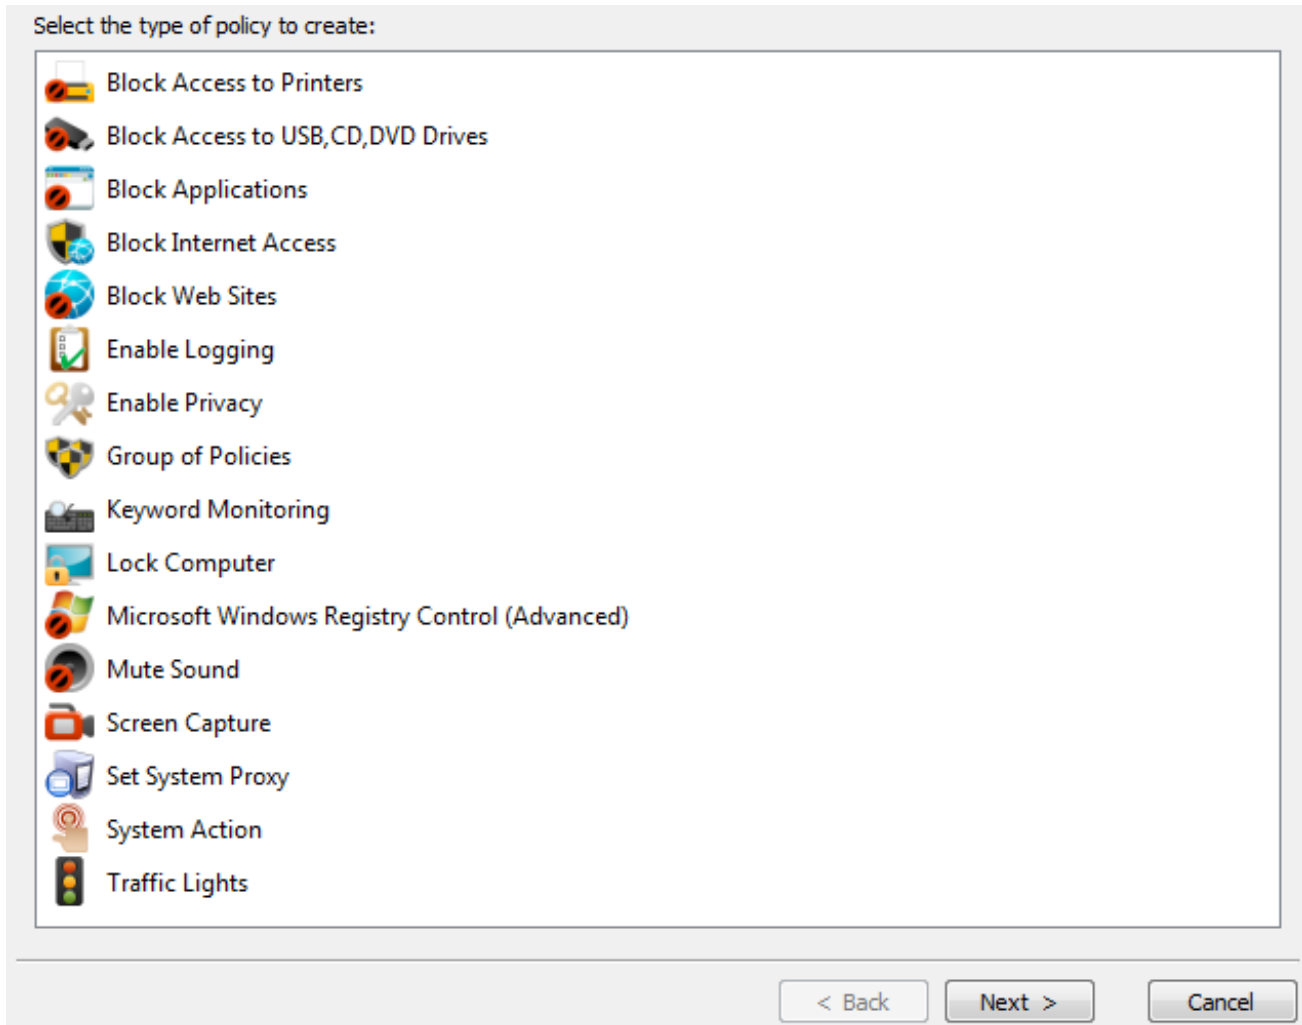 Select the type of policy to create:
Block Access to Printers
Block Access to USB,CD,DVD Drives
Block Applications
Block Internet Access
Block Web Sites
Enable Logging
Enable Privacy
Group of Policies
Keyword Monitoring
Lock Computer
Microsoft Windows Registry Control (Advanced)
Mute Sound
Screen Capture
Set System Proxy
System Action
Traffic Lights
< Back
Next >
Cancel